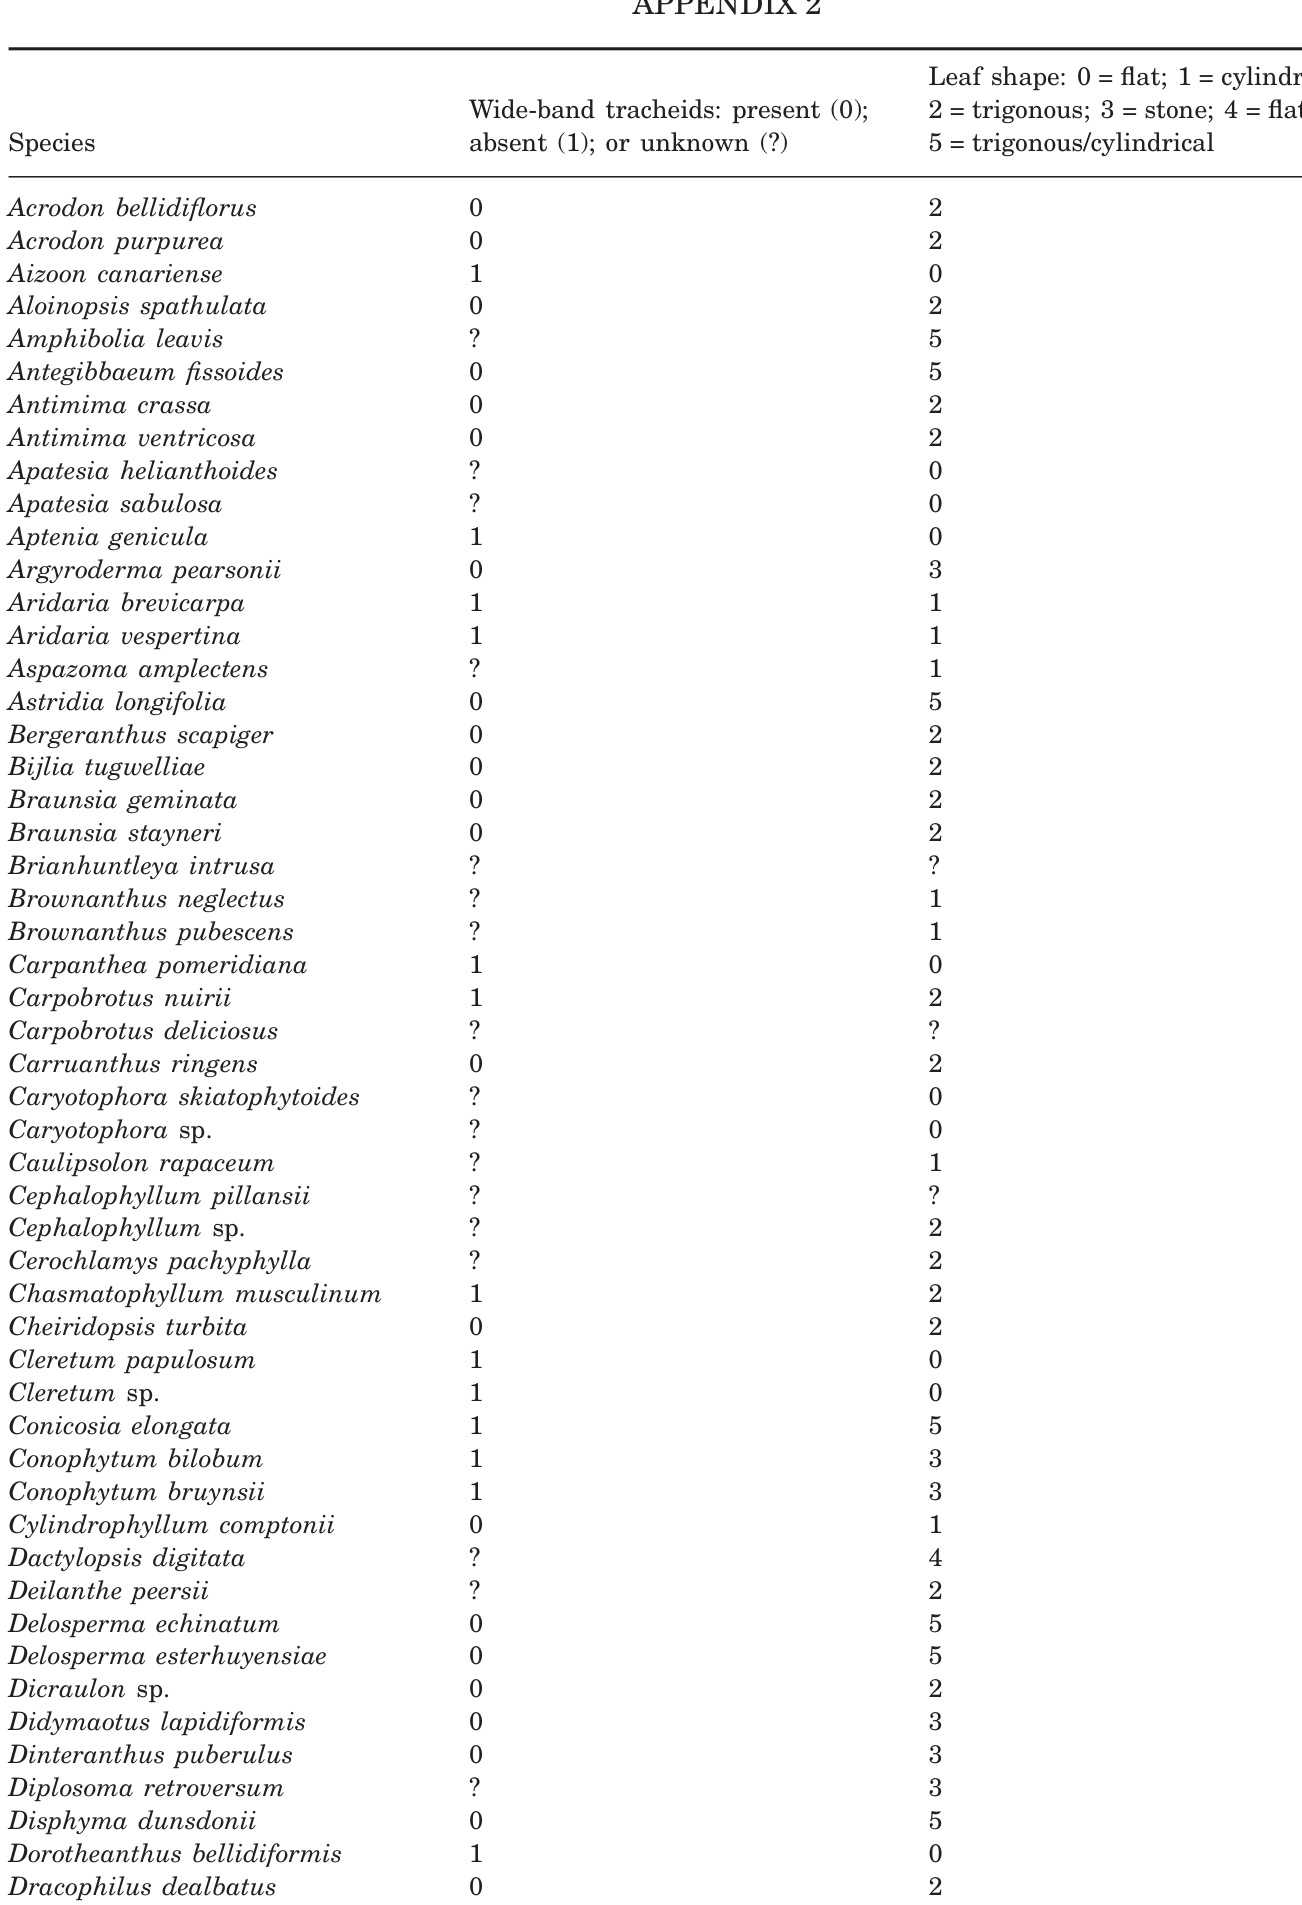 APPENDIX 2
Leaf shape: 0 = flat; 1 = cylindr
Wide-band tracheids: present (0); 2 = trigonous; 3 = stone; 4 = flat
Species absent (1); or unknown (?) 5 = trigonous/cylindrical
Acrodon bellidiflorus 0 2
Acrodon purpurea 0 2
Aizoon canariense 1 0
Aloinopsis spathulata 0 2
Amphibolia leavis ? 5
Antegibbaeum fissoides 0 5
Antimima crassa 0 2
Antimima ventricosa 0 2
Apatesia helianthoides ? 0
Apatesia sabulosa ? 0
Aptenia genicula 1 0
Argyroderma pearsonii 0 3
Aridaria brevicarpa 1 1
Aridaria vespertina 1 1
Aspazoma amplectens ? 1
Astridia longifolia 0 5
Bergeranthus scapiger 0 2
Bijlia tugwelliae 0 2
Braunsia geminata 0 2
Braunsia stayneri 0 2
Brianhuntleya intrusa ? ?
Brownanthus neglectus ? 1
Brownanthus pubescens ? 1
Carpanthea pomeridiana 1 0
Carpobrotus nuirii 1 2
Carpobrotus deliciosus ? ?
Carruanthus ringens 0 2
Caryotophora skiatophytoides ? 0
Caryotophora sp. ? 0
Caulipsolon rapaceum ? 1
Cephalophyllum pillansii ? ?
Cephalophyllum sp. ? 2
Cerochlamys pachyphylla ? 2
Chasmatophyllum musculinum 1 2
Cheiridopsis turbita 0 2
Cleretum papulosum 1 0
Cleretum sp. 1 0
Conicosia elongata 1 5
Conophytum bilobum 1 3
Conophytum bruynsii 1 3
Cylindrophyllum comptonii 0 1
Dactylopsis digitata ? 4
Deilanthe peersii ? 2
Delosperma echinatum 0 5
Delosperma esterhuyensiae 0 5
Dicraulon sp. 0 2
Didymaotus lapidiformis 0 3
Dinteranthus puberulus 0 3
Diplosoma retroversum ? 3
Disphyma dunsdonii 0 5
Dorotheanthus bellidiformis 1 0
Dracophilus dealbatus 0 2